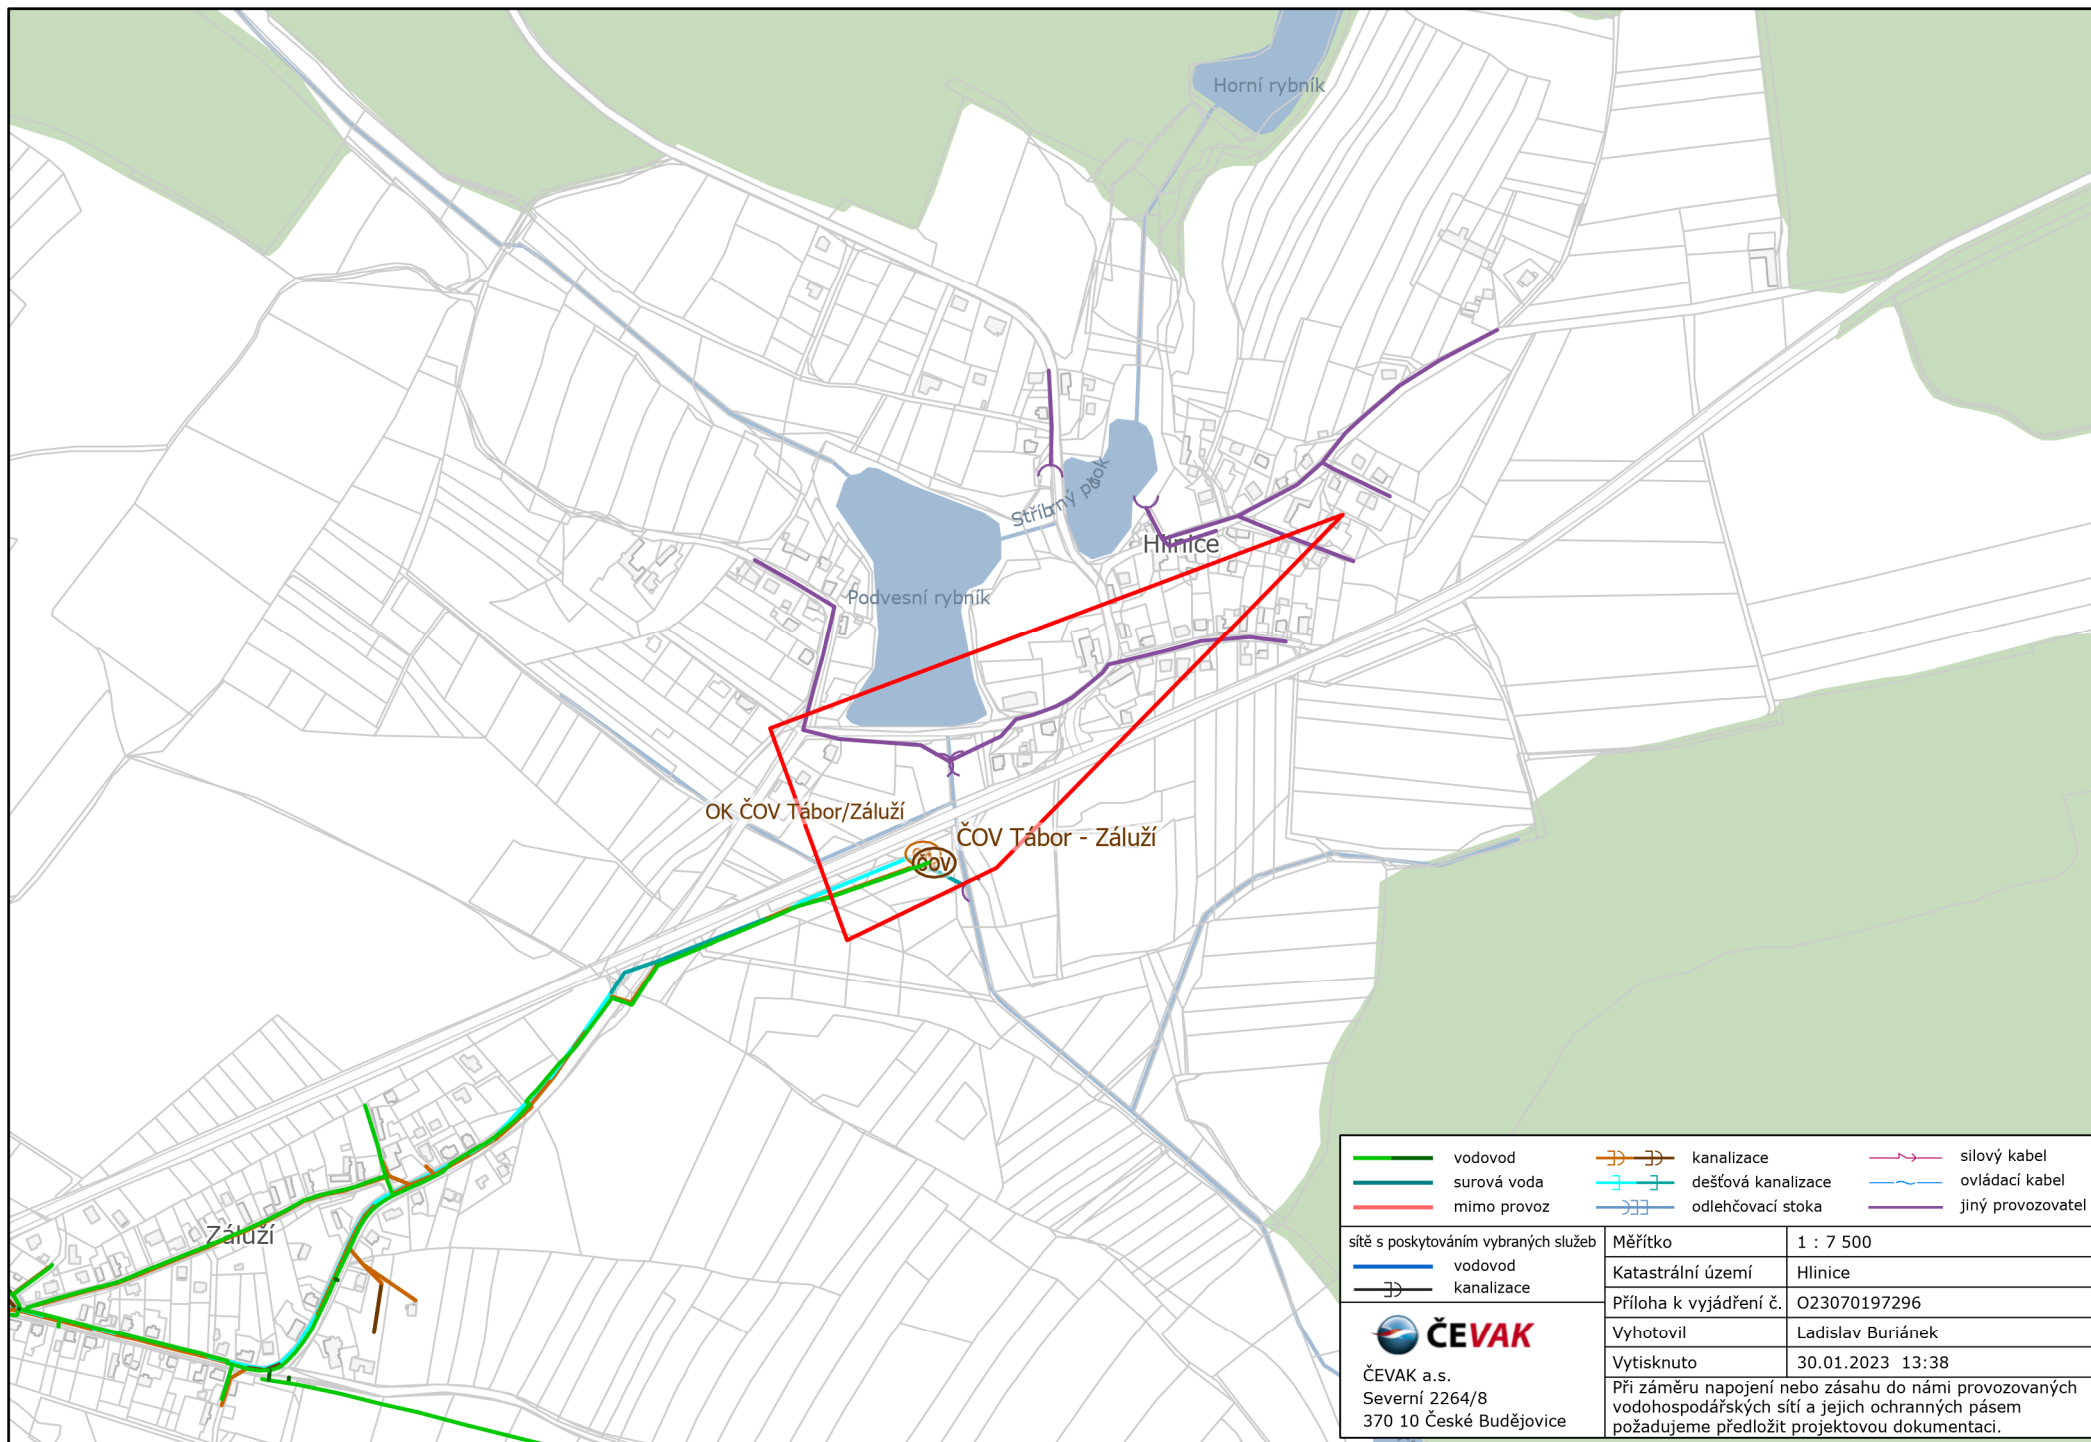 Horní rybník
Stříbrný potok
Hlinice
Podvesní rybník
OK ČOV Tábor/Záluží
ČOV Tábor - Záluží
ČOV
Záluží
vodovod
surová voda
mimo provoz
kanalizace
dešťová kanalizace
odlehčovací stoka
silový kabel
ovládací kabel
jiný provozovatel
sítě s poskytováním vybraných služeb
vodovod
kanalizace
ČEVAK
ČEVAK a.s.
Severní 2264/8
370 10 České Budějovice
Měřítko 1 : 7 500
Katastrální území Hlinice
Příloha k vyjádření č. O23070197296
Vyhotovil Ladislav Buriánek
Vytisknuto 30.01.2023 13:38
Při záměru napojení nebo zásahu do námi provozovaných
vodohospodářských sítí a jejich ochranných pásem
požadujeme předložit projektovou dokumentaci.